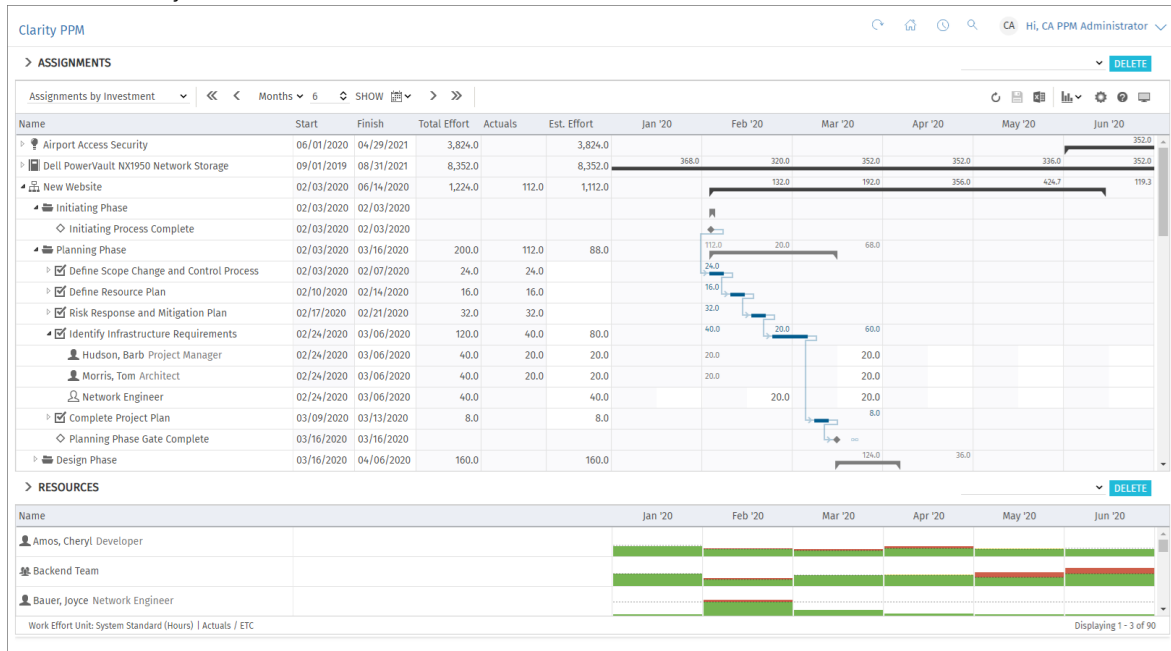 Clarity PPM CA Hi, CA PPM Administrator
ASSIGNMENTS DELETE
Assignments by Investment Months 6 SHOW
Name Start Finish Total Effort Actuals Est. Effort Jan '20 Feb '20 Mar '20 Apr '20 May '20 Jun '20
Airport Access Security 06/01/2020 04/29/2021 3,824.0 3,824.0 352.0
Dell PowerVault NX1950 Network Storage 09/01/2019 08/31/2021 8,352.0 8,352.0 368.0 320.0 352.0 352.0 336.0 352.0
New Website 02/03/2020 06/14/2020 1,224.0 112.0 1,112.0 132.0 192.0 356.0 424.7 119.3
Initiating Phase 02/03/2020 02/03/2020
Initiating Process Complete 02/03/2020 02/03/2020
Planning Phase 02/03/2020 03/16/2020 200.0 112.0 88.0 112.0 20.0 68.0
Define Scope Change and Control Process 02/03/2020 02/07/2020 24.0 24.0 24.0
Define Resource Plan 02/10/2020 02/14/2020 16.0 16.0 16.0
Risk Response and Mitigation Plan 02/17/2020 02/21/2020 32.0 32.0 32.0
Identify Infrastructure Requirements 02/24/2020 03/06/2020 120.0 40.0 80.0 40.0 20.0 60.0
Hudson, Barb Project Manager 02/24/2020 03/06/2020 40.0 20.0 20.0 20.0 20.0
Morris, Tom Architect 02/24/2020 03/06/2020 40.0 20.0 20.0 20.0 20.0
Network Engineer 02/24/2020 03/06/2020 40.0 40.0 20.0 20.0
Complete Project Plan 03/09/2020 03/13/2020 8.0 8.0 8.0
Planning Phase Gate Complete 03/16/2020 03/16/2020
Design Phase 03/16/2020 04/06/2020 160.0 160.0 124.0 36.0
RESOURCES DELETE
Name Jan '20 Feb '20 Mar '20 Apr '20 May '20 Jun '20
Amos, Cheryl Developer
Backend Team
Bauer, Joyce Network Engineer
Work Effort Unit: System Standard (Hours) | Actuals / ETC Displaying 1 - 3 of 90